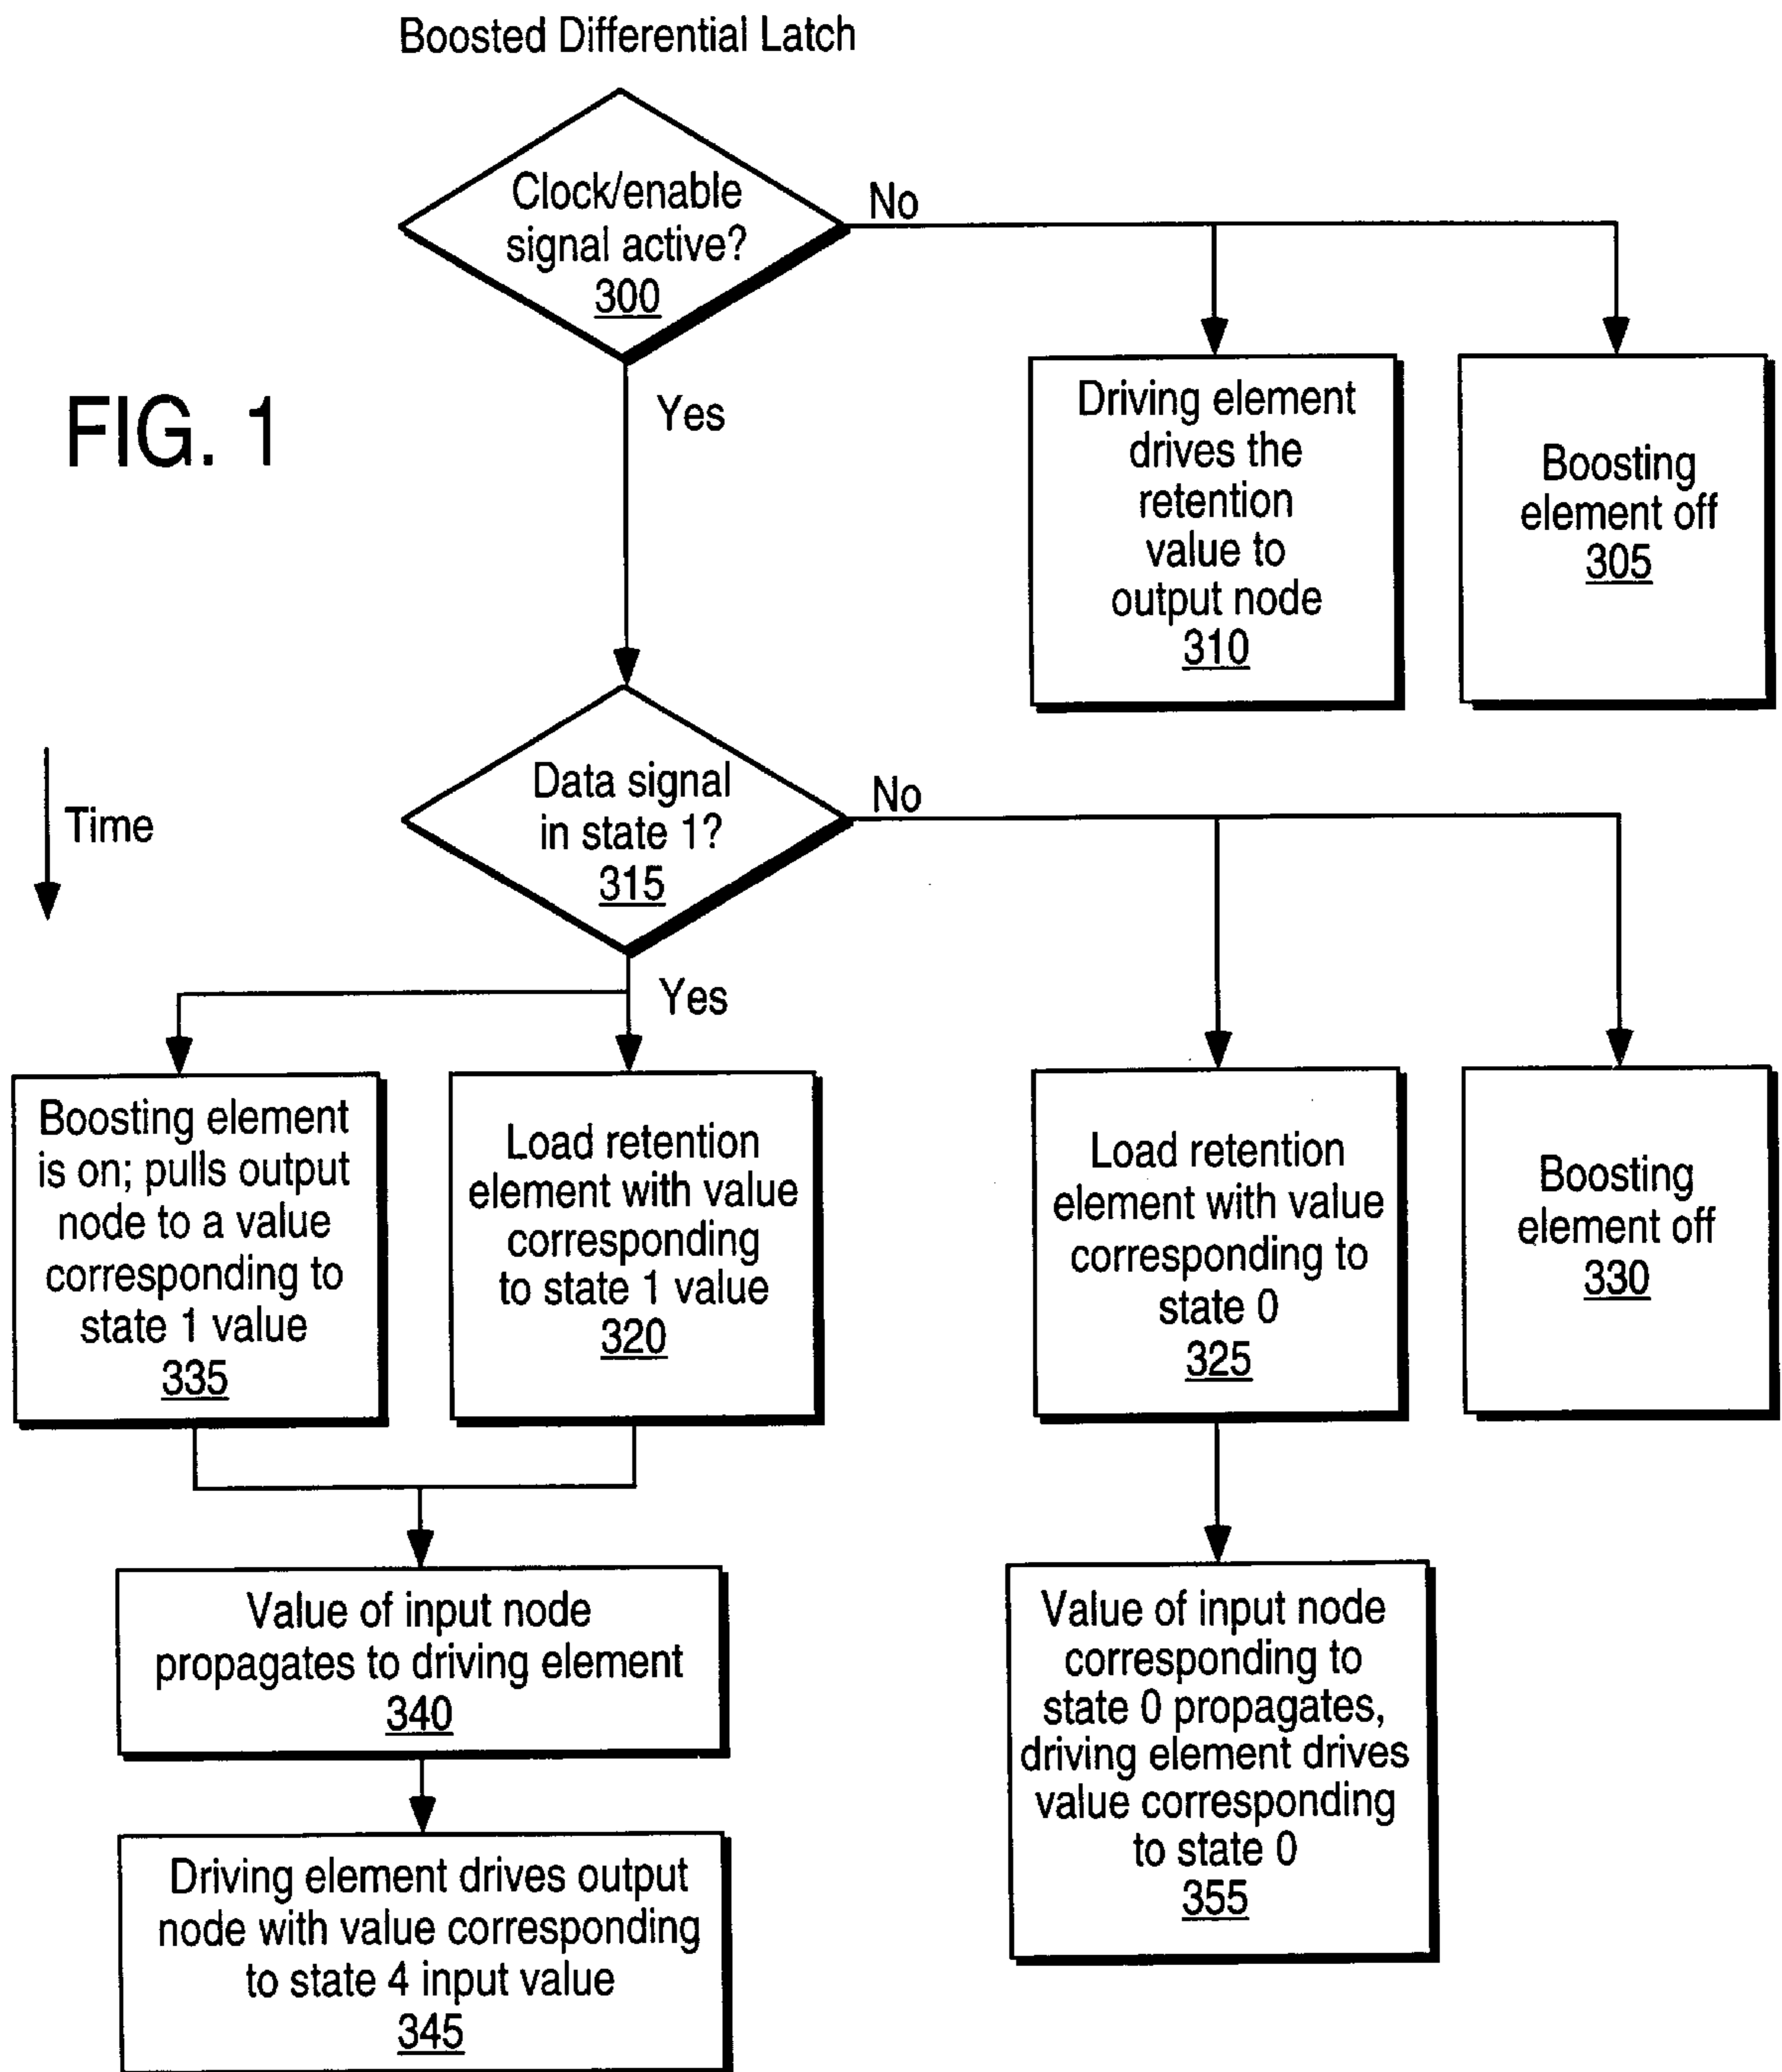 Boosted Differential Latch
Clock/enable
signal active?
300
No
Yes
FIG. 1
Driving element
drives the
retention
value to
output node
310
Boosting
element off
305
Time
Data signal
in state 1?
315
No
Yes
Boosting element
is on; pulls output
node to a value
corresponding to
state 1 value
335
Load retention
element with value
corresponding
to state 1 value
320
Load retention
element with value
corresponding to
state 0
325
Boosting
element off
330
Value of input node
propagates to driving element
340
Value of input node
corresponding to
state 0 propagates,
driving element drives
value corresponding
to state 0
355
Driving element drives output
node with value corresponding
to state 4 input value
345